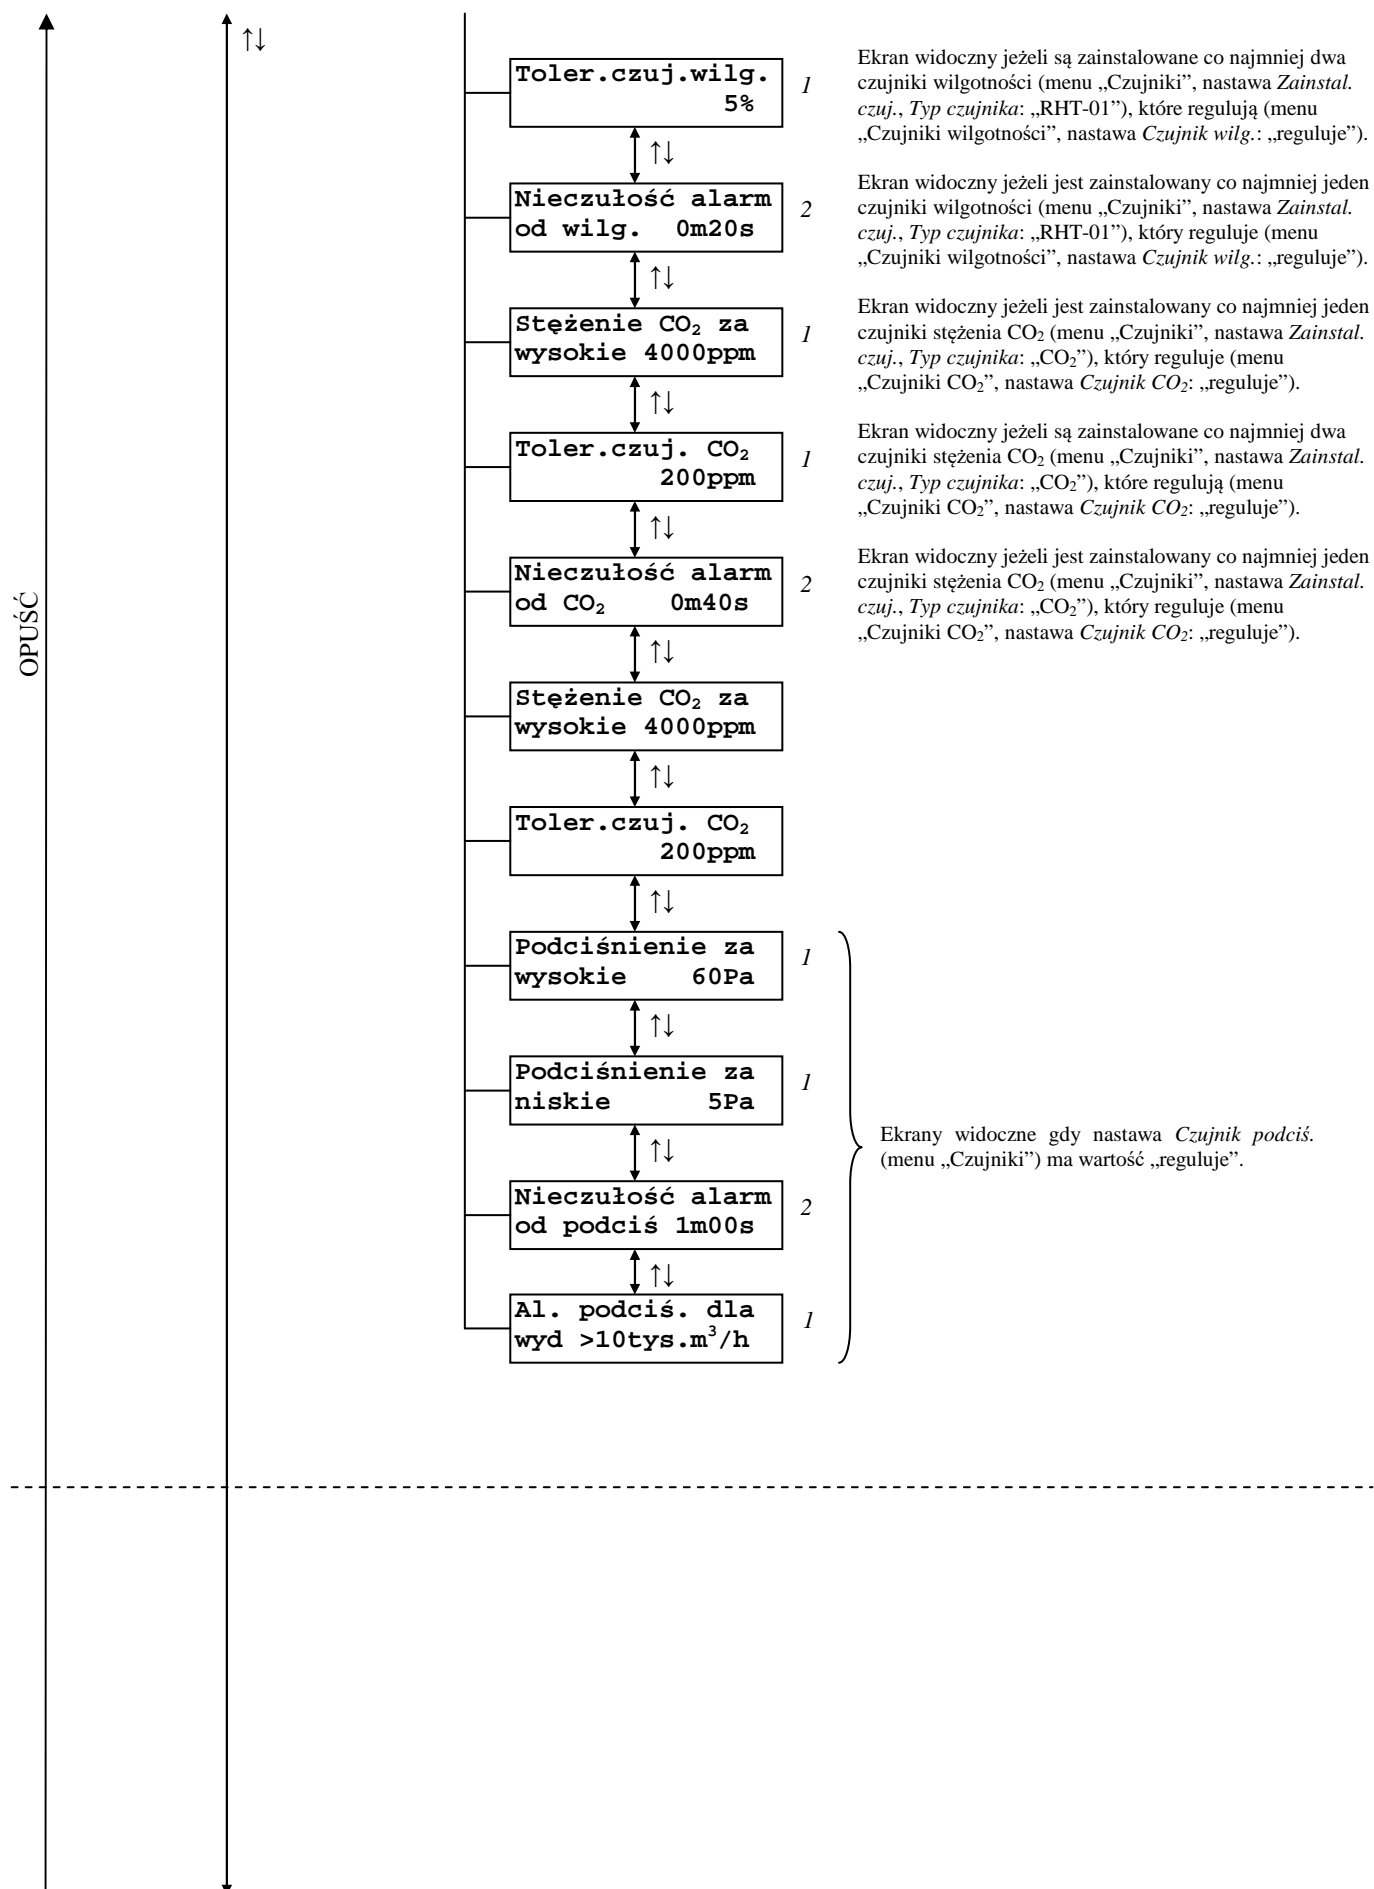 ↑↓
Toler.czuj.wilg.
5%
1
Ekran widoczny jeżeli są zainstalowane co najmniej dwa
czujniki wilgotności (menu „Czujniki”, nastawa Zainstal.
czuj., Typ czujnika: „RHT-01”), które regulują (menu
„Czujniki wilgotności”, nastawa Czujnik wilg.: „reguluje”).
↑↓
Nieczułość alarm
od wilg. 0m20s
2
Ekran widoczny jeżeli jest zainstalowany co najmniej jeden
czujniki wilgotności (menu „Czujniki”, nastawa Zainstal.
czuj., Typ czujnika: „RHT-01”), który reguluje (menu
„Czujniki wilgotności”, nastawa Czujnik wilg.: „reguluje”).
↑↓
Stężenie CO₂ za
wysokie 4000ppm
1
Ekran widoczny jeżeli jest zainstalowany co najmniej jeden
czujniki stężenia CO₂ (menu „Czujniki”, nastawa Zainstal.
czuj., Typ czujnika: „CO₂”), który reguluje (menu
„Czujniki CO₂”, nastawa Czujnik CO₂: „reguluje”).
↑↓
Toler.czuj. CO₂
200ppm
1
Ekran widoczny jeżeli są zainstalowane co najmniej dwa
czujniki stężenia CO₂ (menu „Czujniki”, nastawa Zainstal.
czuj., Typ czujnika: „CO₂”), które regulują (menu
„Czujniki CO₂”, nastawa Czujnik CO₂: „reguluje”).
↑↓
Nieczułość alarm
od CO₂ 0m40s
2
Ekran widoczny jeżeli jest zainstalowany co najmniej jeden
czujniki stężenia CO₂ (menu „Czujniki”, nastawa Zainstal.
czuj., Typ czujnika: „CO₂”), który reguluje (menu
„Czujniki CO₂”, nastawa Czujnik CO₂: „reguluje”).
OPUŚĆ
↑↓
Stężenie CO₂ za
wysokie 4000ppm
↑↓
Toler.czuj. CO₂
200ppm
↑↓
Podciśnienie za
wysokie 60Pa
1
↑↓
Podciśnienie za
niskie 5Pa
1
Ekrany widoczne gdy nastawa Czujnik podciś.
(menu „Czujniki”) ma wartość „reguluje”.
↑↓
Nieczułość alarm
od podciś 1m00s
2
↑↓
Al. podciś. dla
wyd >10tys.m³/h
1